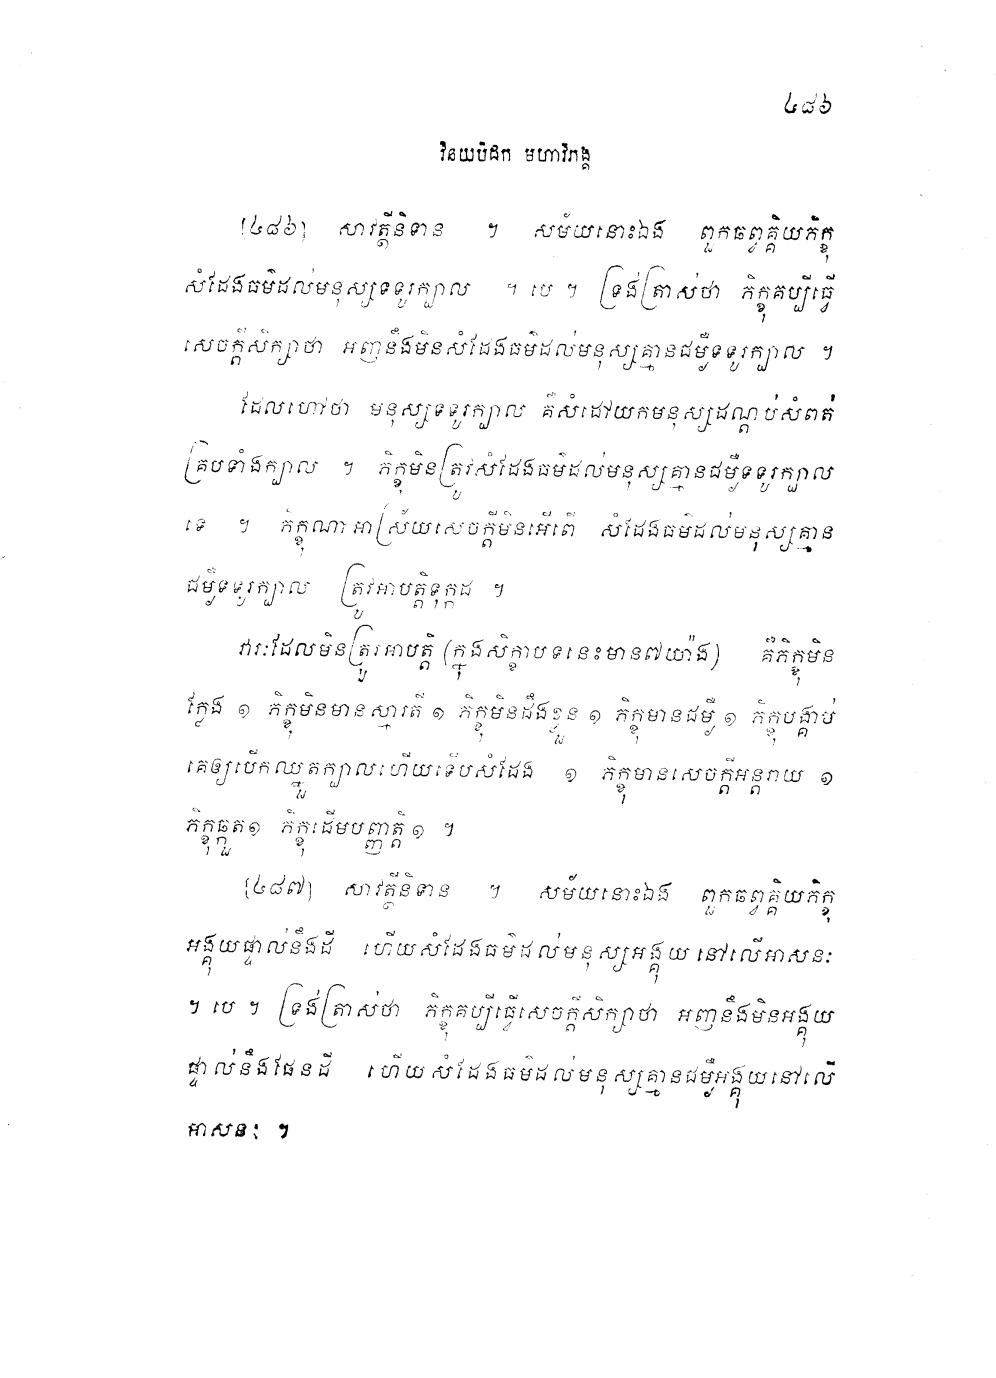 ៤៨៦
វិនយបិដក មហាវិភង្គ
{៤៨៦} សាវត្ថីនិទាន ។ សម័យនោះឯង ពួកឆព្វគ្គិយភិក្ខុ
សំដែងធម៌ដល់មនុស្សទទូរក្បាល ។ បេ ។ ទ្រង់ត្រាស់ថា ភិក្ខុគប្បីធ្វើ
សេចក្តីសិក្សាថា អញនឹងមិនសំដែងធម៌ដល់មនុស្សគ្មានជម្ងឺទទូរក្បាល ។
ដែលហៅថា មនុស្សទទូរក្បាល គឺសំដៅយកមនុស្សដណ្តប់សំពត់
គ្របទាំងក្បាល ។ ភិក្ខុមិនត្រូវសំដែងធម៌ដល់មនុស្សគ្មានជម្ងឺទទូរក្បាល
ទេ ។ ភិក្ខុណាអាស្រ័យសេចក្តីមិនអើពើ សំដែងធម៌ដល់មនុស្សគ្មាន
ជម្ងឺទទូរក្បាល ត្រូវអាបត្តិទុក្កដ ។
វារៈដែលមិនត្រូវអាបត្តិ (ក្នុងសិក្ខាបទនេះមាន៧យ៉ាង) គឺភិក្ខុមិន
ក្លែង ១ ភិក្ខុមិនមានស្មារតី ១ ភិក្ខុមិនដឹងខ្លួន ១ ភិក្ខុមានជម្ងឺ ១ ភិក្ខុបង្គាប់
គេឲ្យបើកឈ្នួតក្បាលហើយទើបសំដែង ១ ភិក្ខុមានសេចក្តីអន្តរាយ ១
ភិក្ខុឆ្កួត១ ភិក្ខុដើមបញ្ញត្តិ ១ ។
{៤៨៧} សាវត្ថីនិទាន ។ សម័យនោះឯង ពួកឆព្វគ្គិយភិក្ខុ
អង្គុយផ្ទាល់នឹងដី ហើយសំដែងធម៌ដល់មនុស្សអង្គុយ នៅលើអាសនៈ
។ បេ ។ ទ្រង់ត្រាស់ថា ភិក្ខុគប្បីធ្វើសេចក្តីសិក្សាថា អញនឹងមិនអង្គុយ
ផ្ទាល់នឹងផែនដី ហើយសំដែងធម៌ដល់មនុស្សគ្មានជម្ងឺអង្គុយនៅលើ
អាសនៈ ។